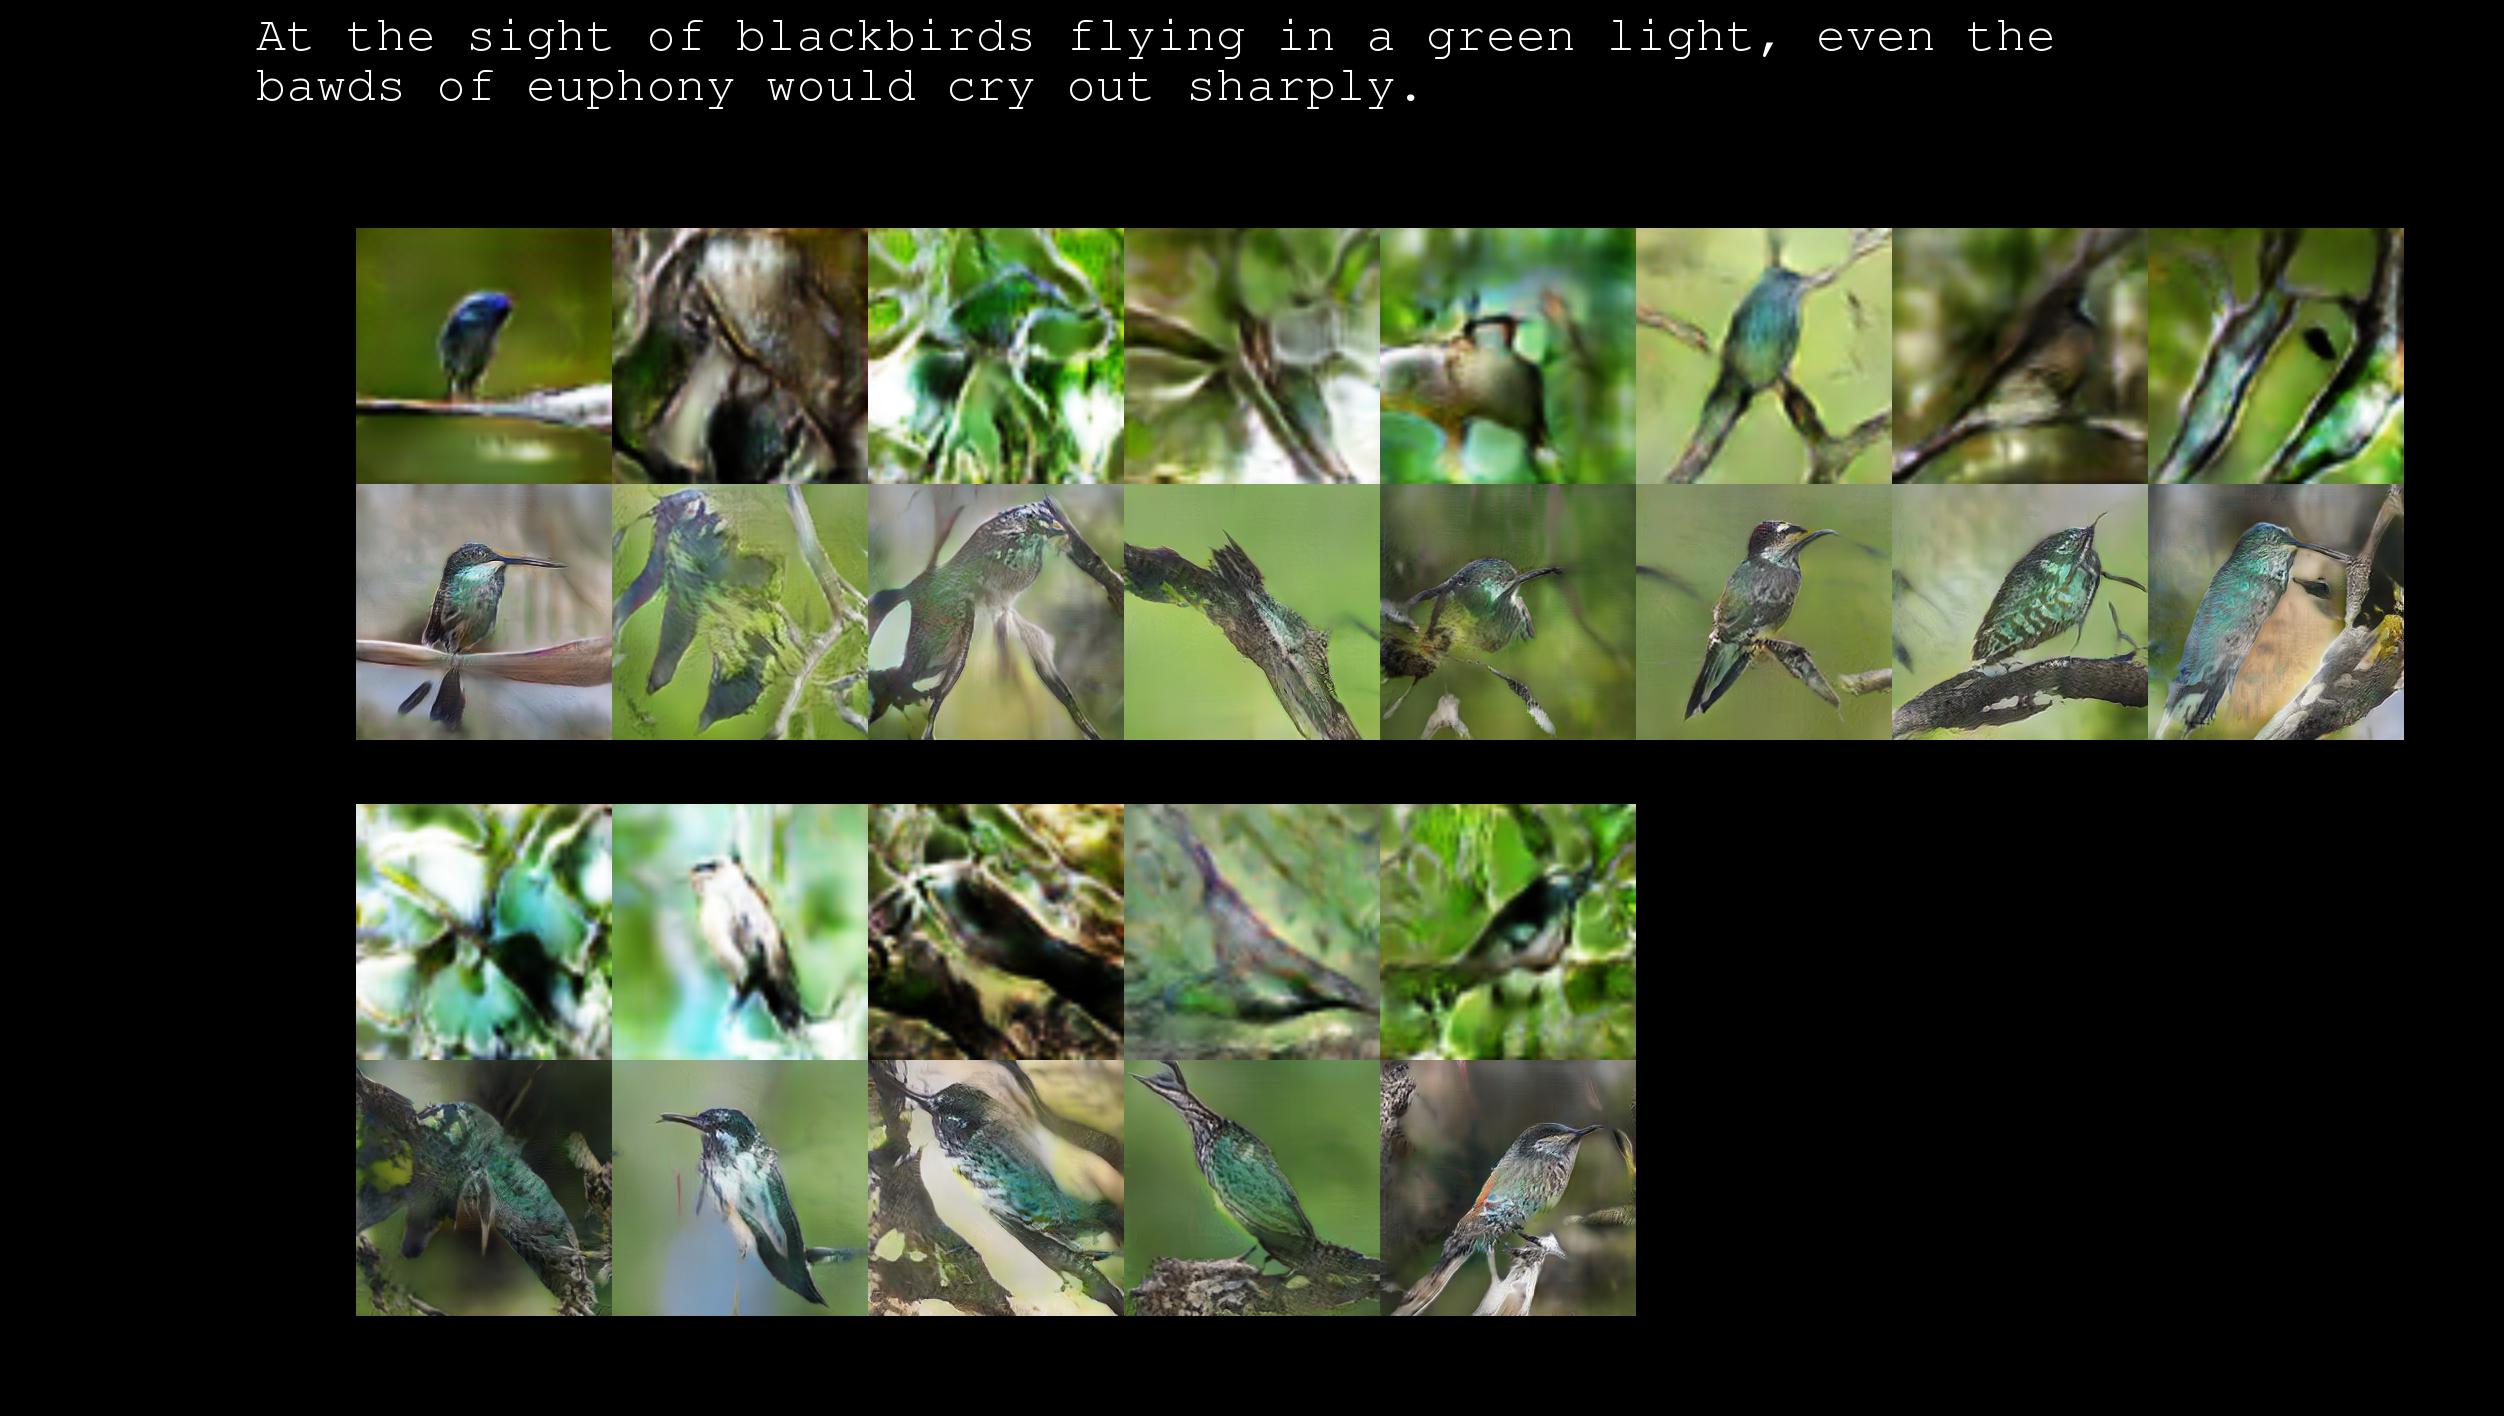 At the sight of blackbirds flying in a green light, even the
bawds of euphony would cry out sharply.